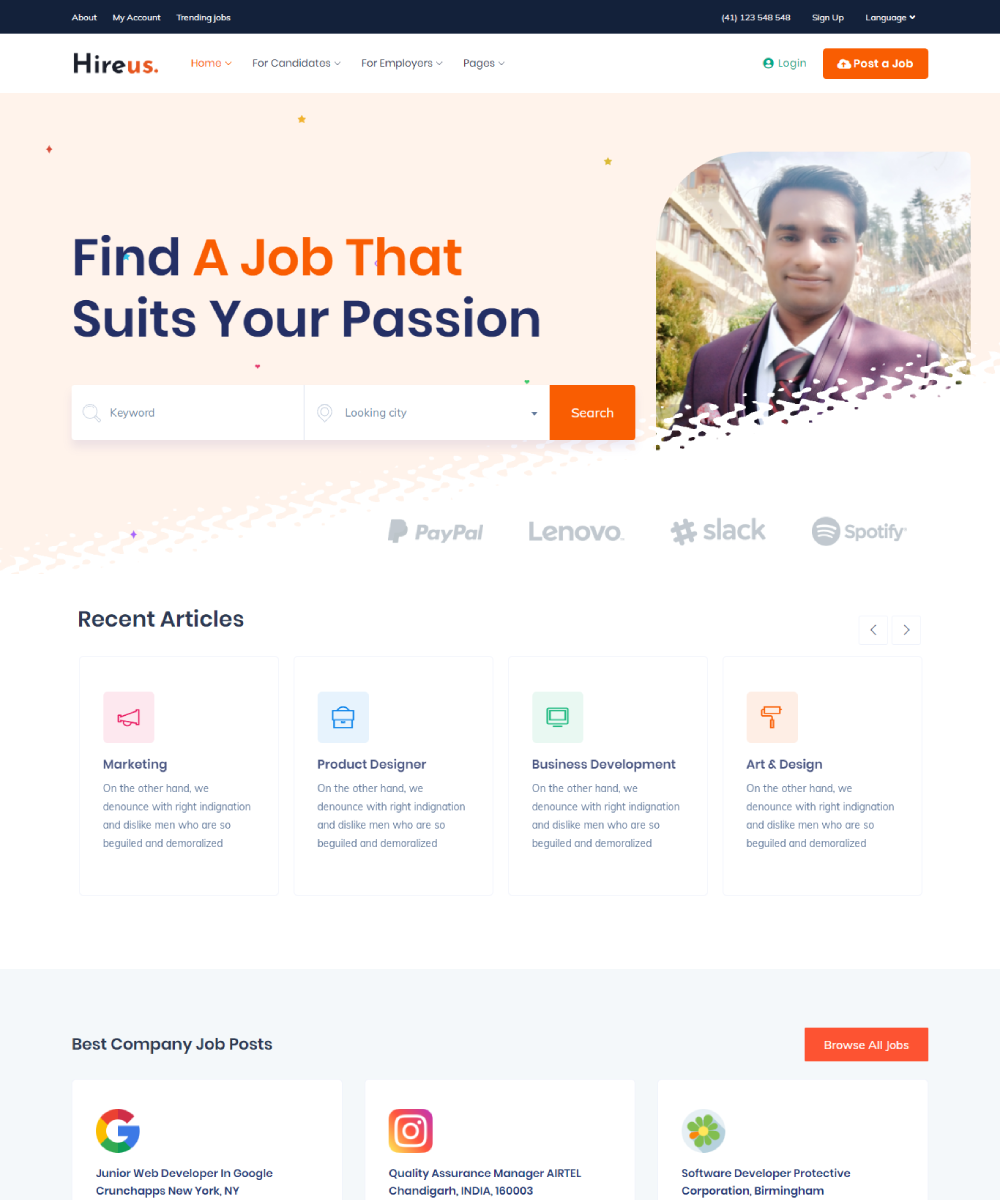 About My Account Trending jobs (41) 123 548 548 Sign Up Language
Hireus. Home For Candidates For Employers Pages Login Post a Job
Find A Job That
Suits Your Passion
Keyword Looking city Search
PayPal Lenovo slack Spotify
Recent Articles
Marketing
On the other hand, we
denounce with right indignation
and dislike men who are so
beguiled and demoralized
Product Designer
On the other hand, we
denounce with right indignation
and dislike men who are so
beguiled and demoralized
Business Development
On the other hand, we
denounce with right indignation
and dislike men who are so
beguiled and demoralized
Art & Design
On the other hand, we
denounce with right indignation
and dislike men who are so
beguiled and demoralized
Best Company Job Posts Browse All Jobs
Junior Web Developer In Google
Crunchapps New York, NY
Quality Assurance Manager AIRTEL
Chandigarh, INDIA, 160003
Software Developer Protective
Corporation, Birmingham